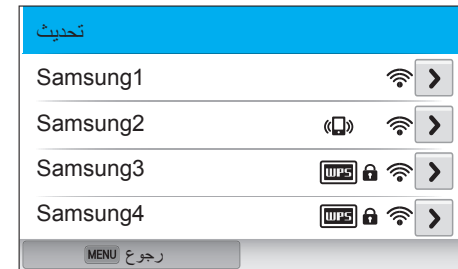 تحديث
Samsung1
Samsung2
Samsung3 WPS
Samsung4 WPS
رجوع MENU